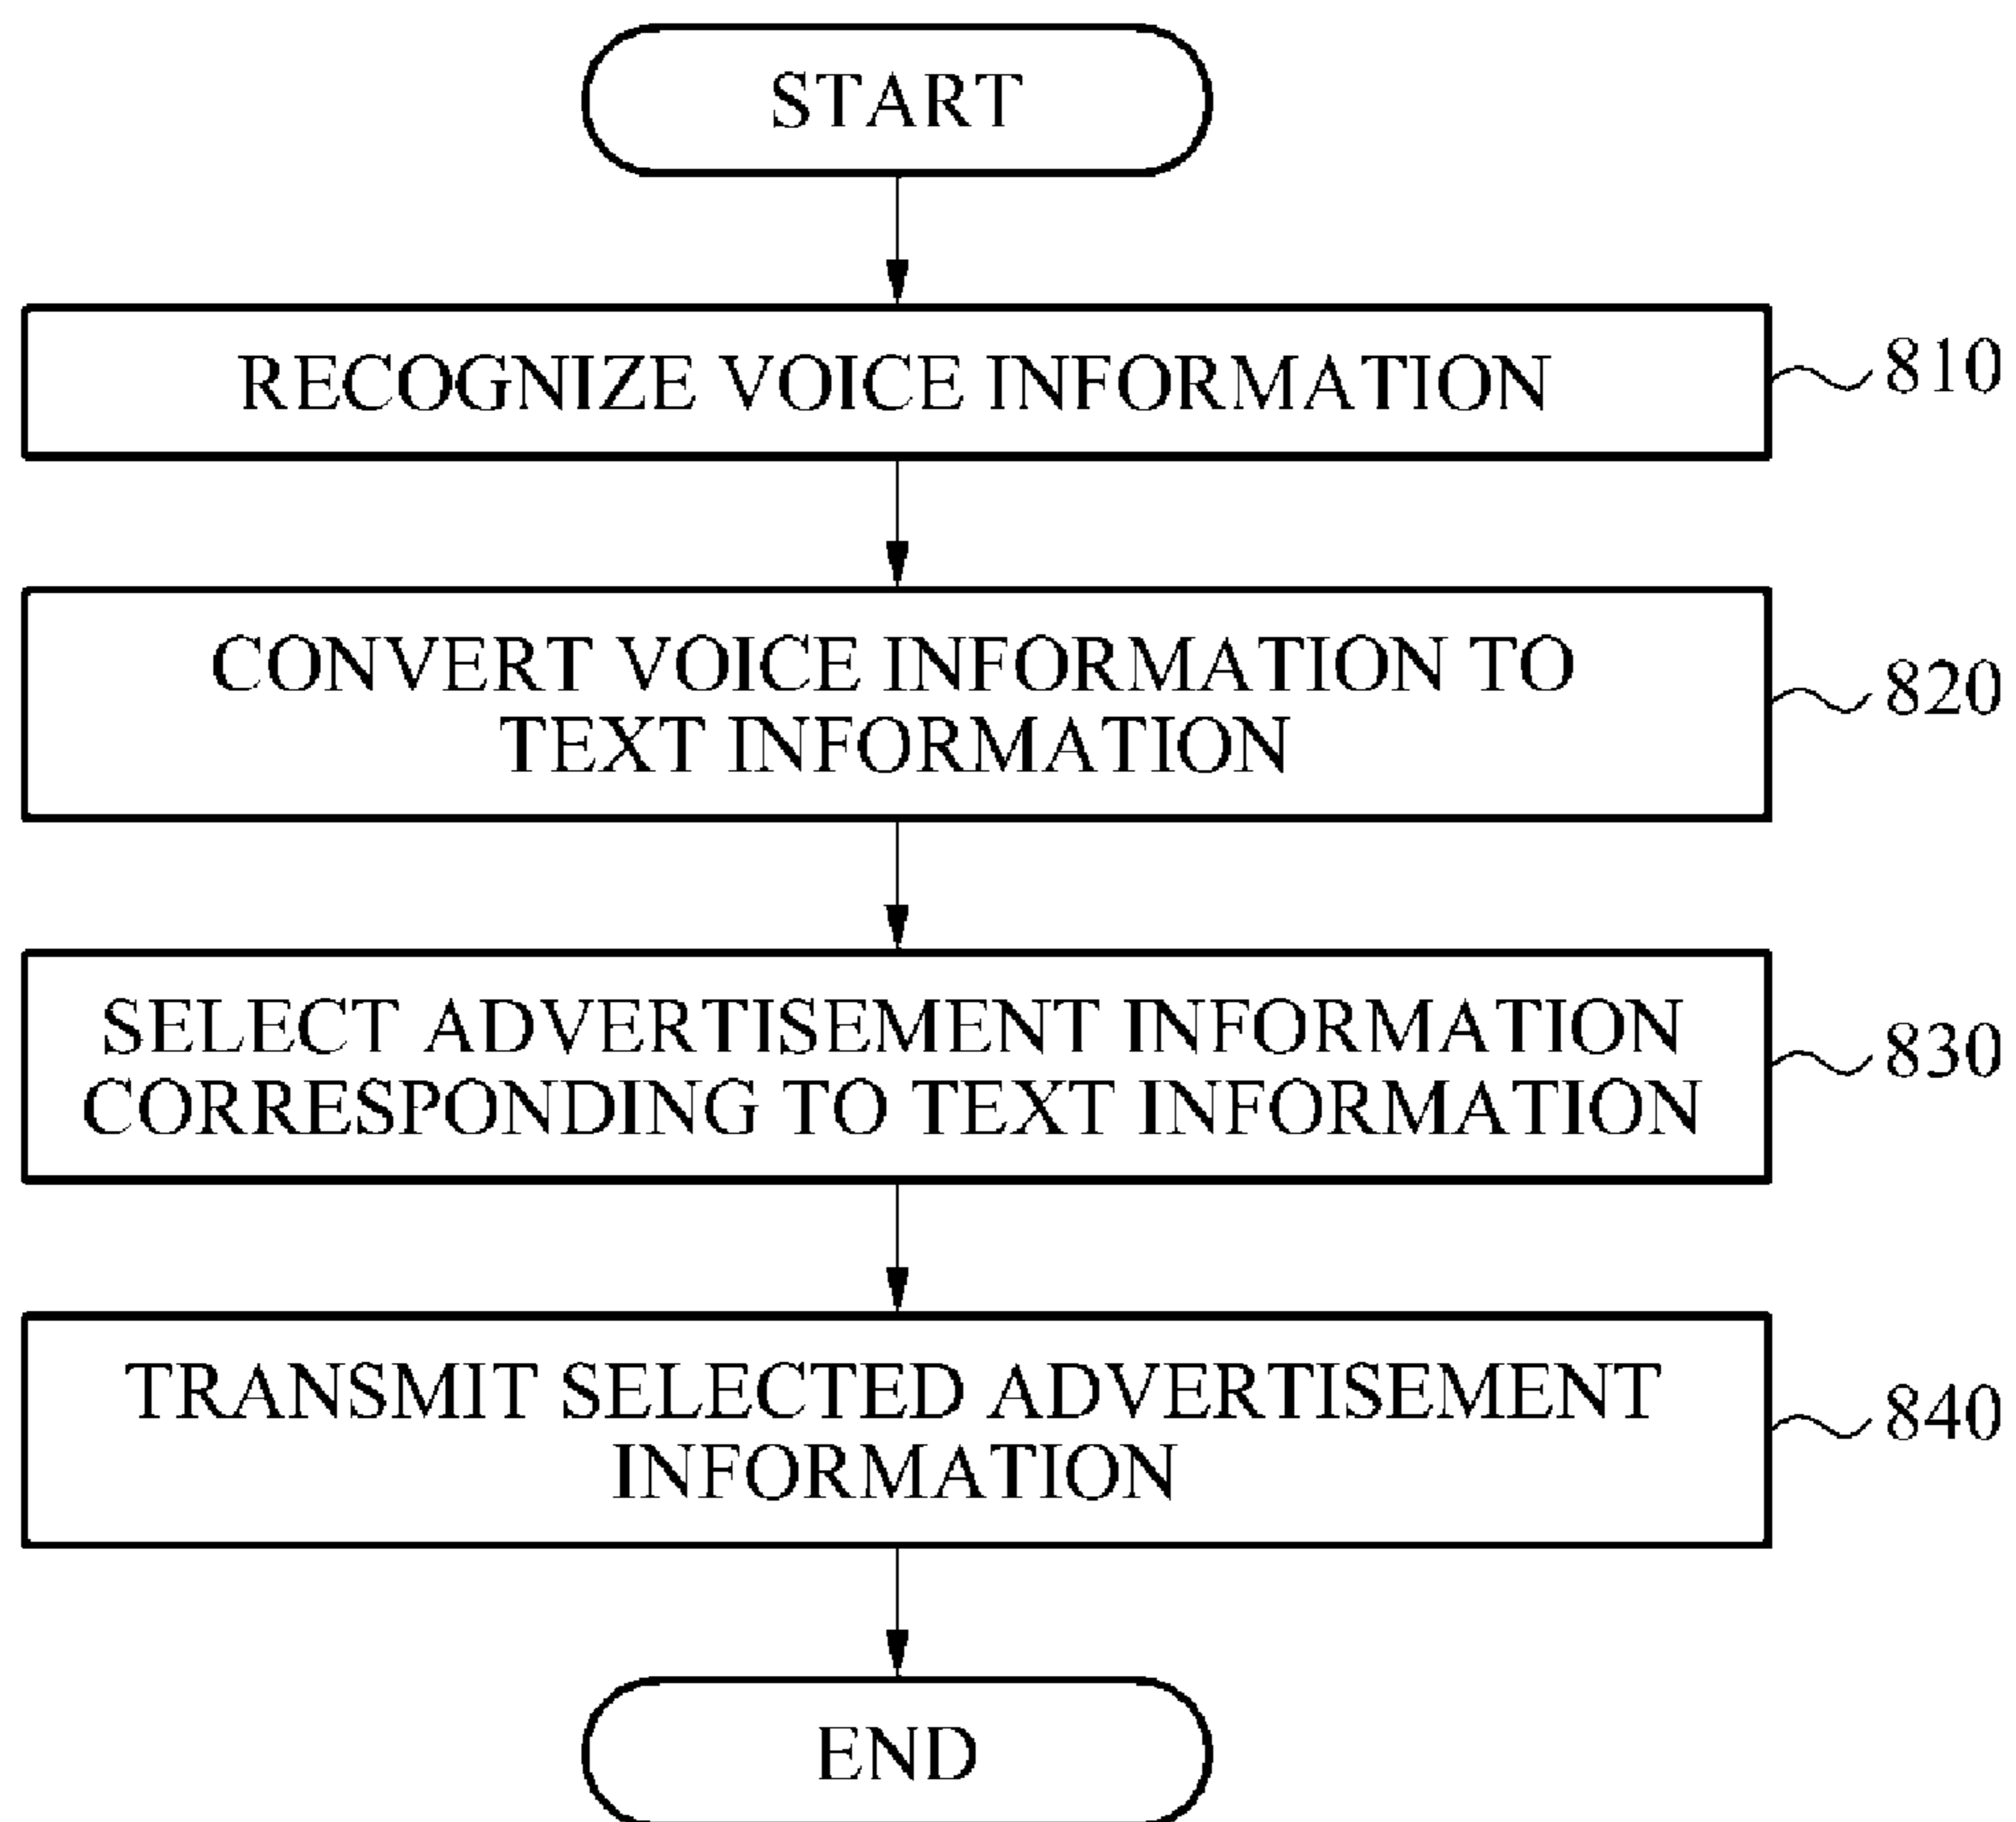 START
RECOGNIZE VOICE INFORMATION
810
CONVERT VOICE INFORMATION TO
TEXT INFORMATION
820
SELECT ADVERTISEMENT INFORMATION
CORRESPONDING TO TEXT INFORMATION
830
TRANSMIT SELECTED ADVERTISEMENT
INFORMATION
840
END